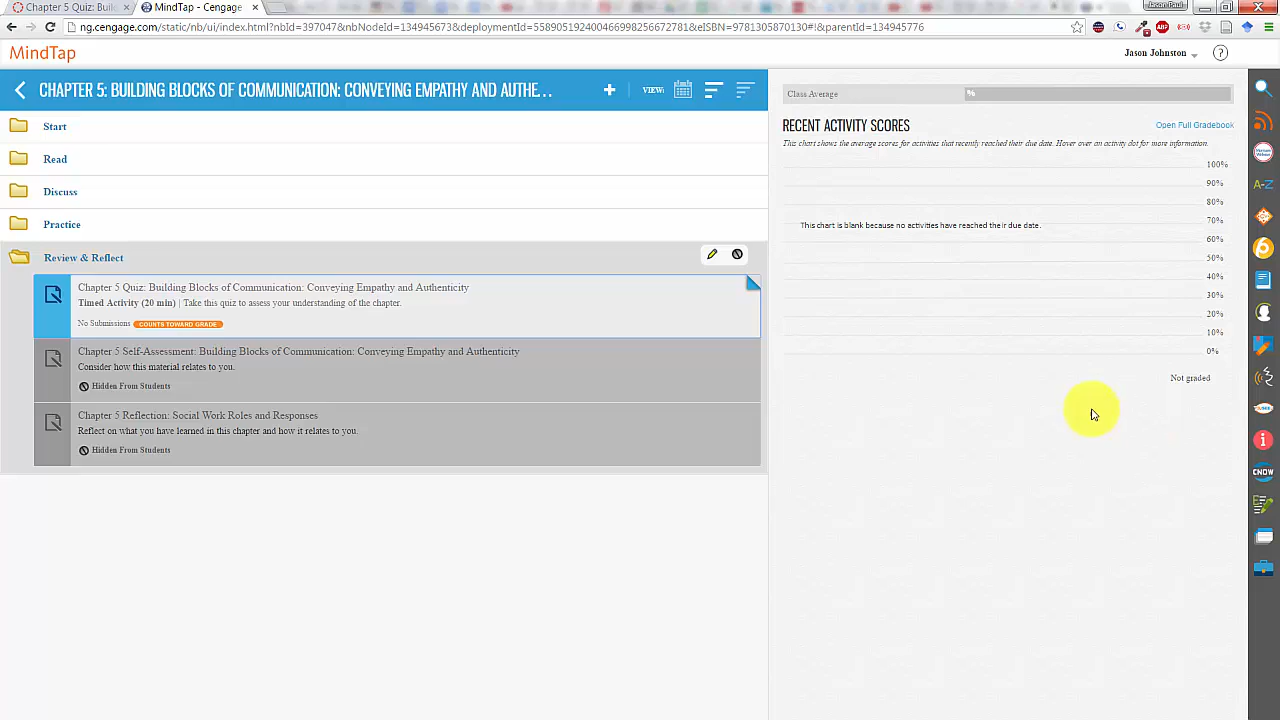 Chapter 5 Quiz: Building Bl
MindTap - Cengage
Jason Paul
ng.cengage.com/static/nb/ui/index.html?nbId=397047&nbNodeId=134945673&deploymentId=55890519240046699825667 2781&eISBN=9781305870130#!&parentId=134945776
MindTap
Jason Johnston
?
CHAPTER 5: BUILDING BLOCKS OF COMMUNICATION: CONVEYING EMPATHY AND AUTHE...
+
VIEW:
Class Average
%
Start
Read
Discuss
Practice
Review & Reflect
Chapter 5 Quiz: Building Blocks of Communication: Conveying Empathy and Authenticity
Timed Activity (20 min) | Take this quiz to assess your understanding of the chapter.
No Submissions COUNTS TOWARD GRADE
Chapter 5 Self-Assessment: Building Blocks of Communication: Conveying Empathy and Authenticity
Consider how this material relates to you.
Hidden From Students
Chapter 5 Reflection: Social Work Roles and Responses
Reflect on what you have learned in this chapter and how it relates to you.
Hidden From Students
RECENT ACTIVITY SCORES
Open Full Gradebook
This chart shows the average scores for activities that recently reached their due date. Hover over an activity dot for more information.
100%
90%
80%
70%
This chart is blank because no activities have reached their due date.
60%
50%
40%
30%
20%
10%
0%
Not graded
A-Z
CNOW